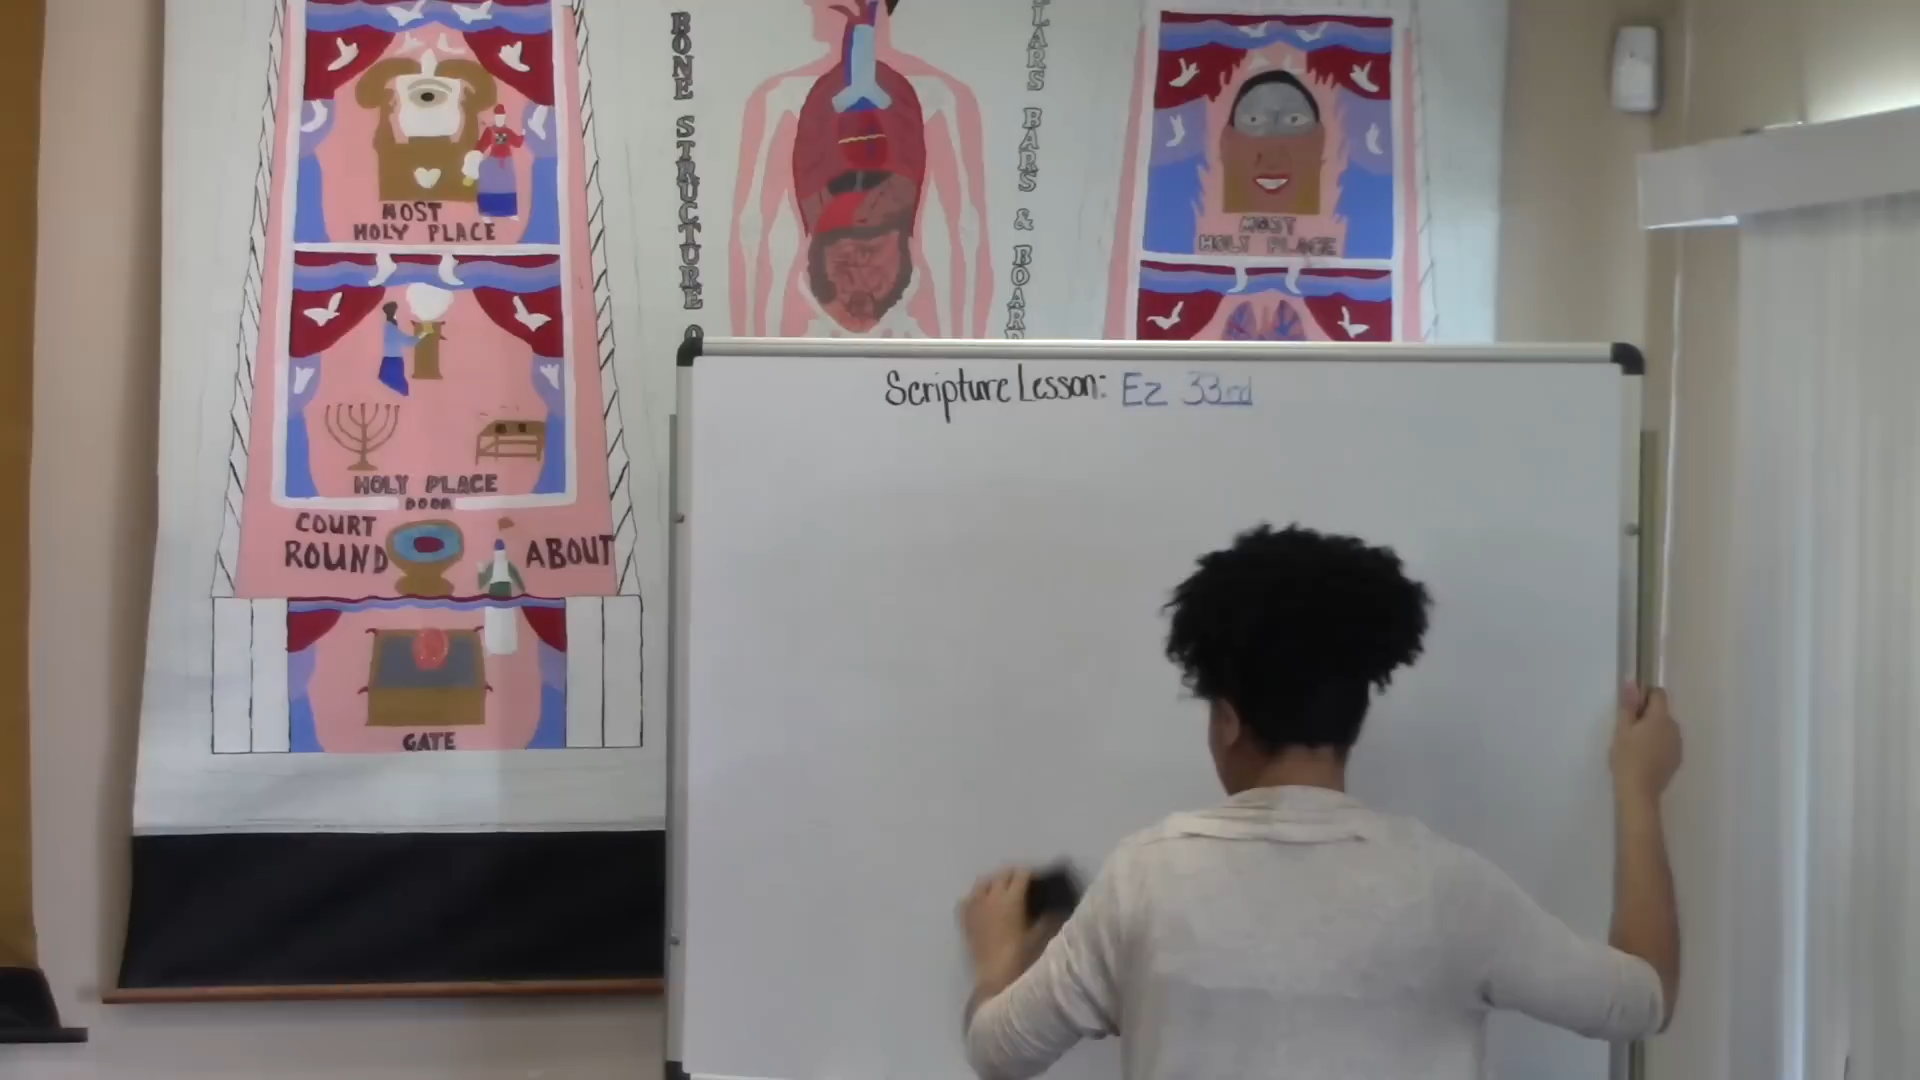 MOST
HOLY PLACE
HOLY PLACE
DOOR
COURT
ROUND ABOUT
GATE
BONE STRUCTURE
BARS & BOARD
MOST
HOLY PLACE
Scripture Lesson: Ez 33rd